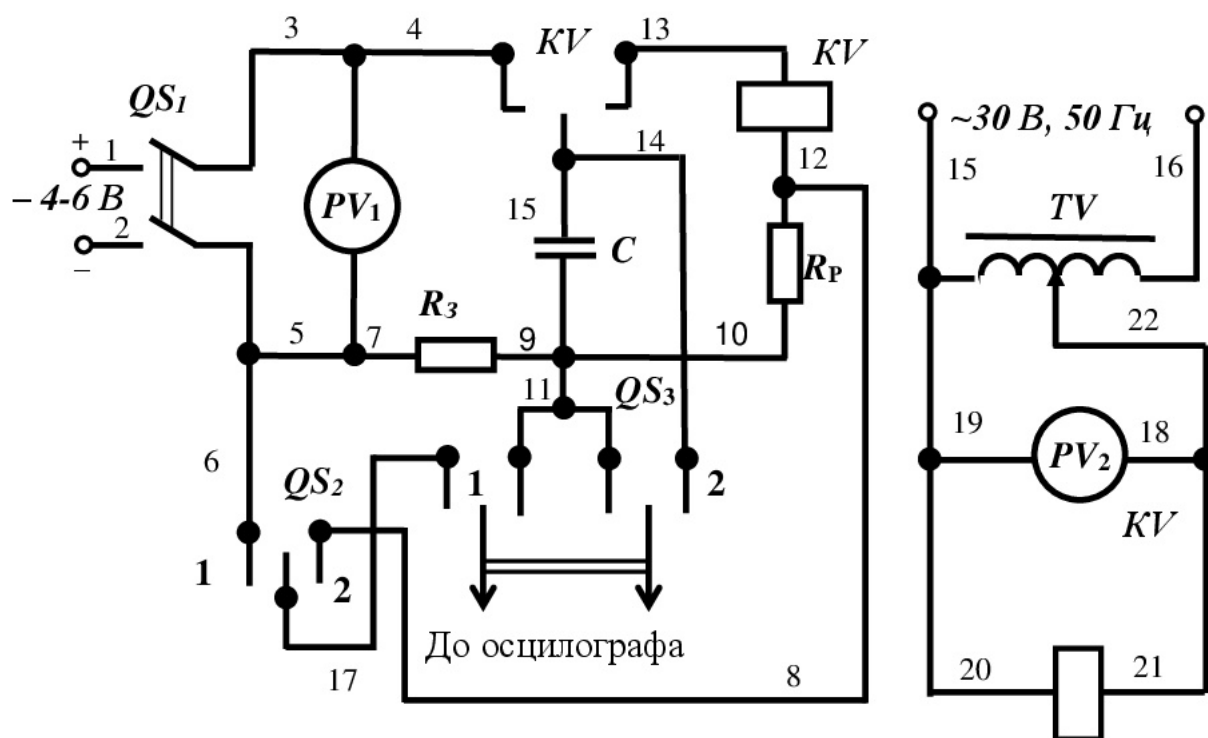 3 4 KV 13 KV
QS₁
+ 1
– 4-6 В
2
–
PV₁
14
15
C
12
Rₚ
R₃
5 7 9 10
11 QS₃
6
QS₂
1 2
1 2
До осцилографа
17 8
~30 В, 50 Гц
15 16
TV
22
19 PV₂ 18
KV
20 21